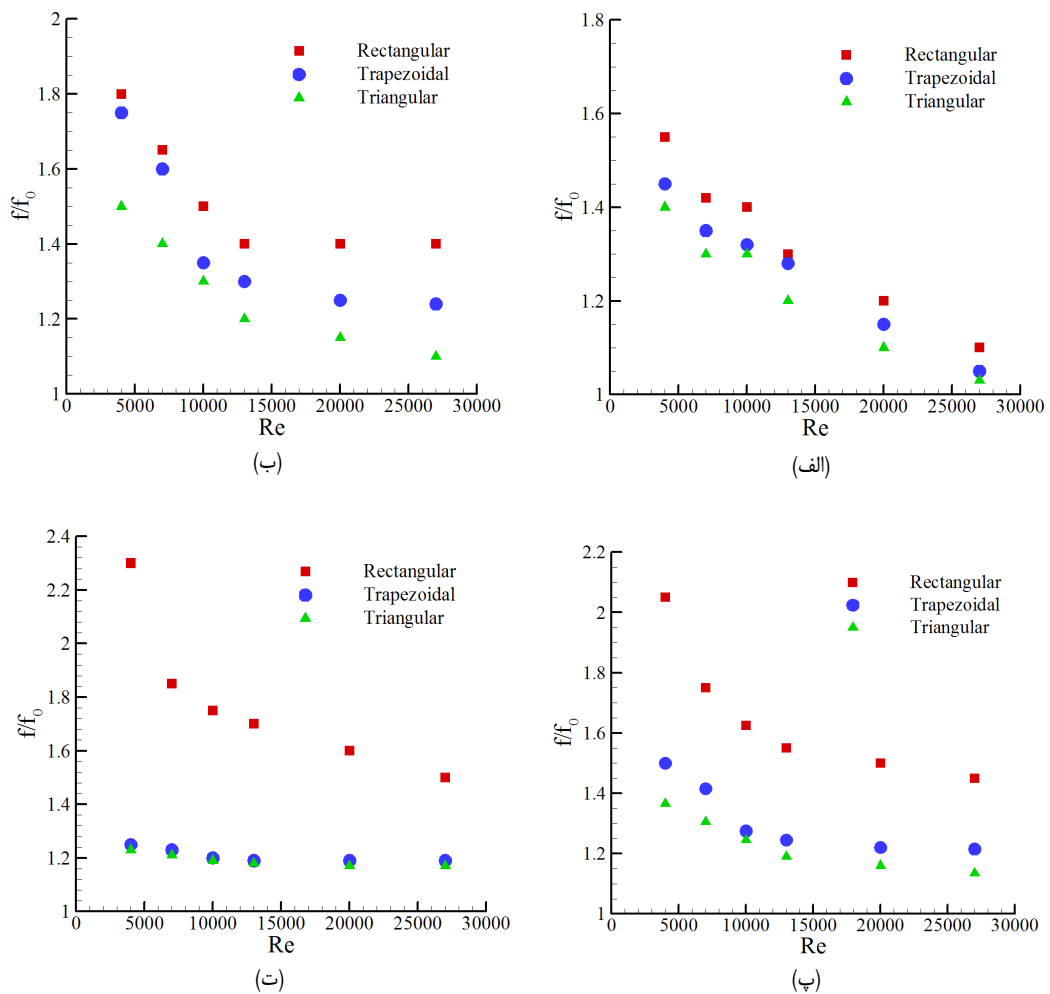 2
1.8
1.6
1.4
1.2
1
f/f₀
Rectangular
Trapezoidal
Triangular
0 5000 10000 15000 20000 25000 30000
Re
(ب)
1.8
1.6
1.4
1.2
1
f/f₀
Rectangular
Trapezoidal
Triangular
5000 10000 15000 20000 25000 30000
Re
(الف)
2.4
2.2
2
1.8
1.6
1.4
1.2
1
f/f₀
Rectangular
Trapezoidal
Triangular
5000 10000 15000 20000 25000 30000
Re
(ت)
2.2
2
1.8
1.6
1.4
1.2
1
f/f₀
Rectangular
Trapezoidal
Triangular
5000 10000 15000 20000 25000 30000
Re
(پ)